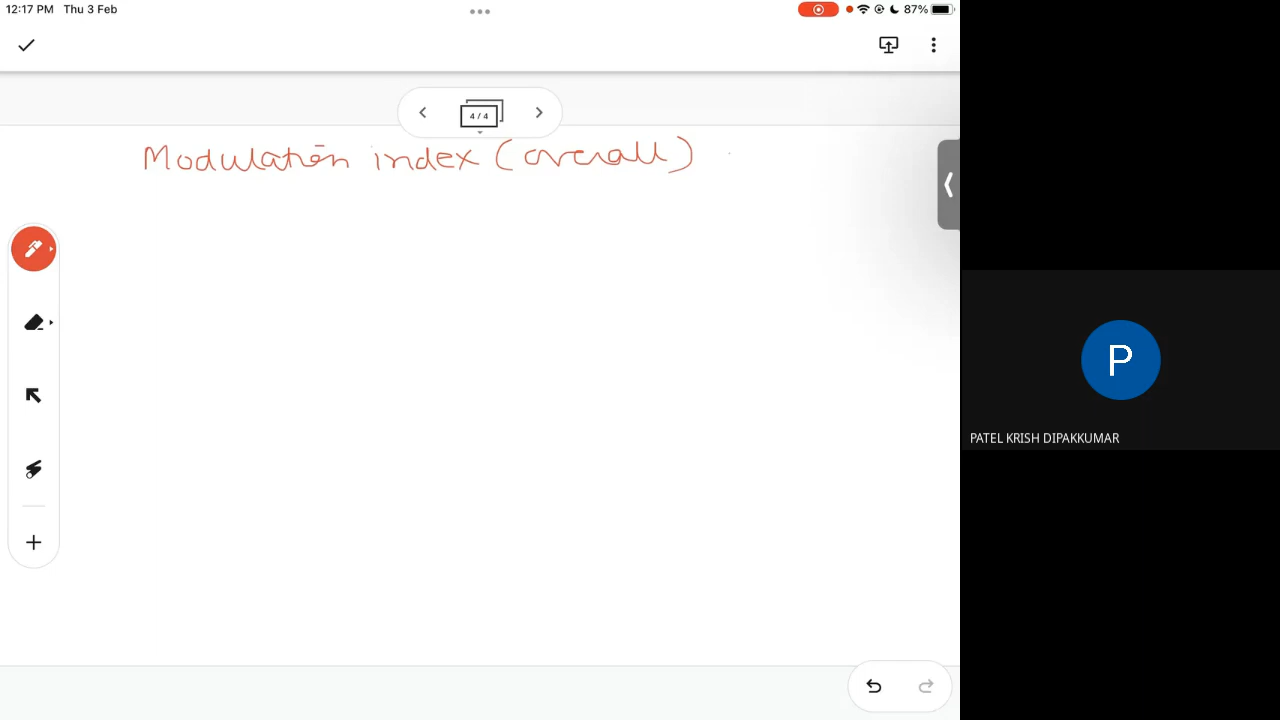 12:17 PM Thu 3 Feb
87%
4 / 4
Modulation index (overall)
P
PATEL KRISH DIPAKKUMAR